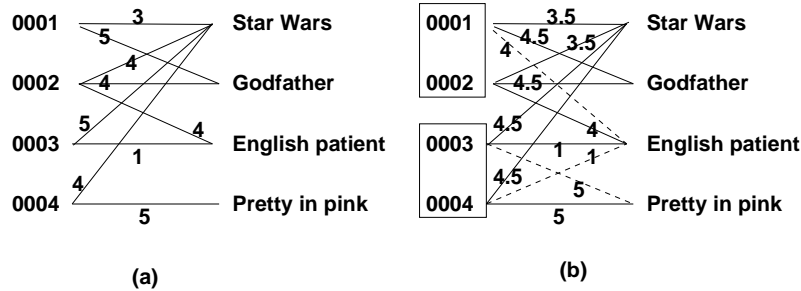 0001 3 Star Wars
5
4
0002 4 Godfather
5 4
0003 1 English patient
4
0004 5 Pretty in pink
(a)
0001 3.5 Star Wars
4.5 3.5
4
0002 4.5 Godfather
4.5 4
0003 1 1 English patient
4.5 5
0004 5 Pretty in pink
(b)